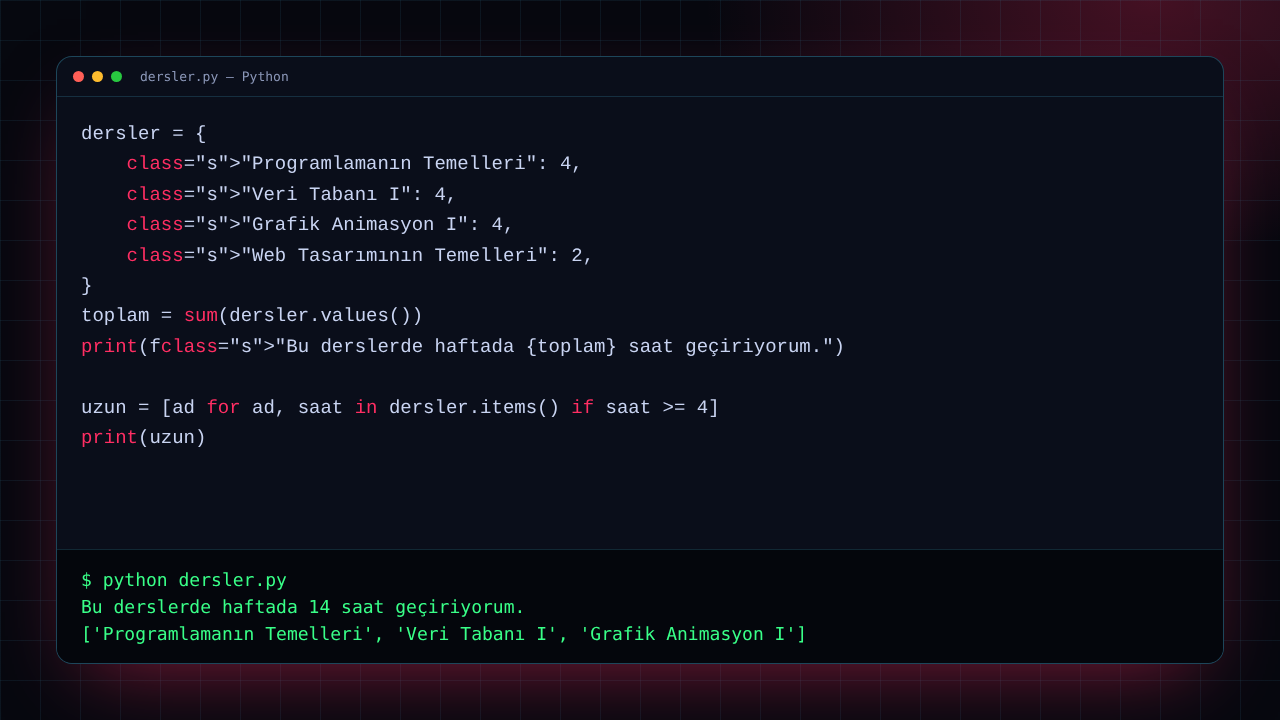 dersler.py — Python
dersler = {
    class="s">"Programlamanın Temelleri": 4,
    class="s">"Veri Tabanı I": 4,
    class="s">"Grafik Animasyon I": 4,
    class="s">"Web Tasarımının Temelleri": 2,
}
toplam = sum(dersler.values())
print(fclass="s">"Bu derslerde haftada {toplam} saat geçiriyorum.")
uzun = [ad for ad, saat in dersler.items() if saat >= 4]
print(uzun)
$ python dersler.py
Bu derslerde haftada 14 saat geçiriyorum.
['Programlamanın Temelleri', 'Veri Tabanı I', 'Grafik Animasyon I']